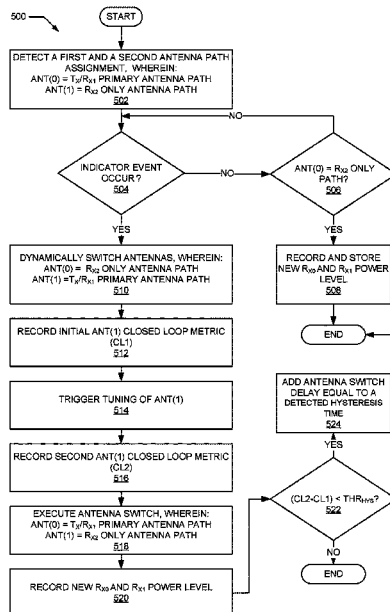 500
START
DETECT A FIRST AND A SECOND ANTENNA PATH
ASSIGNMENT, WHEREIN:
ANT(0) = TX/RX1 PRIMARY ANTENNA PATH
ANT(1) = RX2 ONLY ANTENNA PATH
502
NO
INDICATOR EVENT
OCCUR?
504
NO
ANT(0) = RX2 ONLY
PATH?
506
YES
YES
DYNAMICALLY SWITCH ANTENNAS, WHEREIN:
ANT(0) = RX2 ONLY ANTENNA PATH
ANT(1) =TX/RX1 PRIMARY ANTENNA PATH
510
RECORD AND STORE
NEW RX0 AND RX1 POWER
LEVEL
508
END
RECORD INITIAL ANT(1) CLOSED LOOP METRIC
(CL1)
512
TRIGGER TUNING OF ANT(1)
514
ADD ANTENNA SWITCH
DELAY EQUAL TO A
DETECTED HYSTERESIS
TIME
524
YES
RECORD SECOND ANT(1) CLOSED LOOP METRIC
(CL2)
516
EXECUTE ANTENNA SWITCH, WHEREIN:
ANT(0) = TX/RX1 PRIMARY ANTENNA PATH
ANT(1) = RX2 ONLY ANTENNA PATH
518
(CL2-CL1) < THRHYS?
522
NO
RECORD NEW RX0 AND RX1 POWER LEVEL
520
END